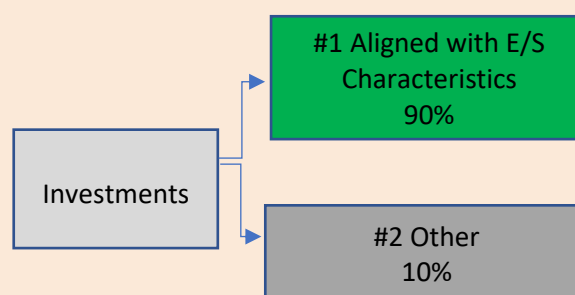 #1 Aligned with E/S
Characteristics
90%
Investments
#2 Other
10%